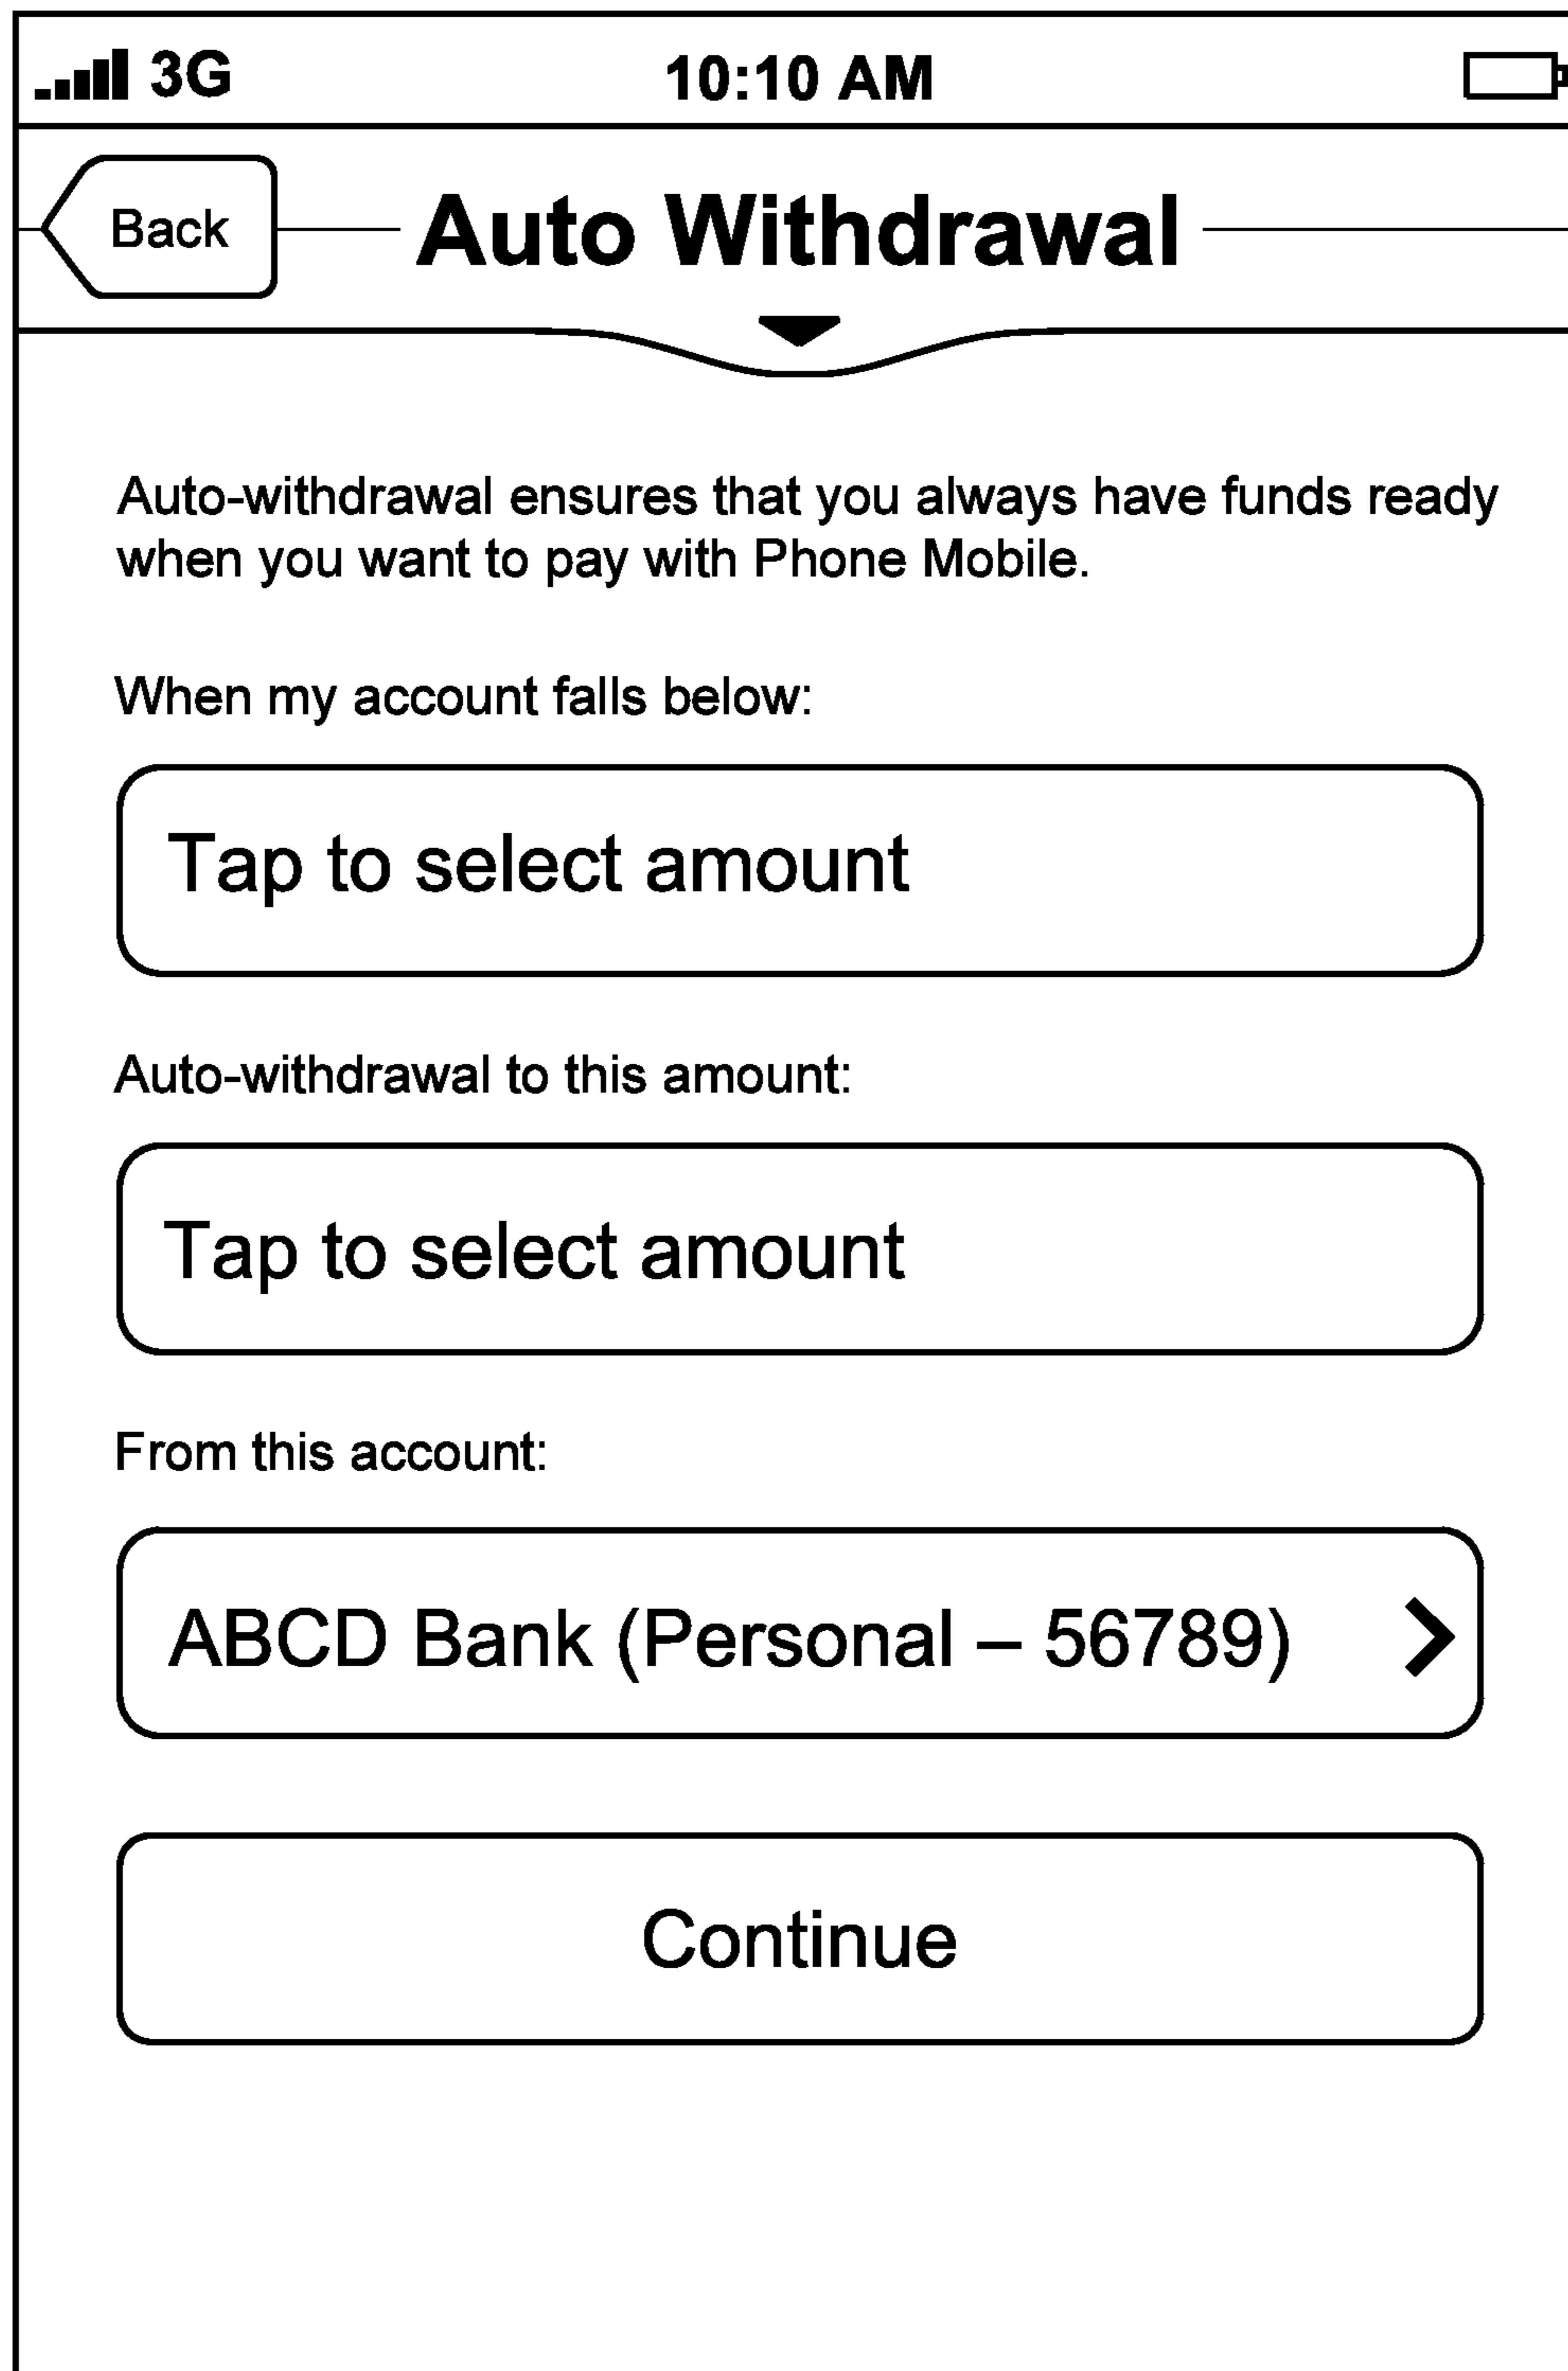 3G
10:10 AM
Back
Auto Withdrawal
Auto-withdrawal ensures that you always have funds ready
when you want to pay with Phone Mobile.
When my account falls below:
Tap to select amount
Auto-withdrawal to this amount:
Tap to select amount
From this account:
ABCD Bank (Personal – 56789)
Continue